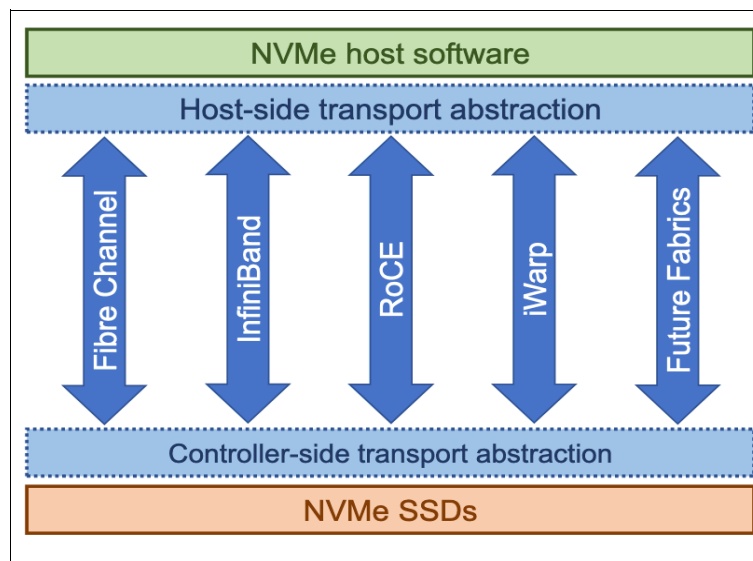 NVMe host software
Host-side transport abstraction
Fibre Channel
InfiniBand
RoCE
iWarp
Future Fabrics
Controller-side transport abstraction
NVMe SSDs